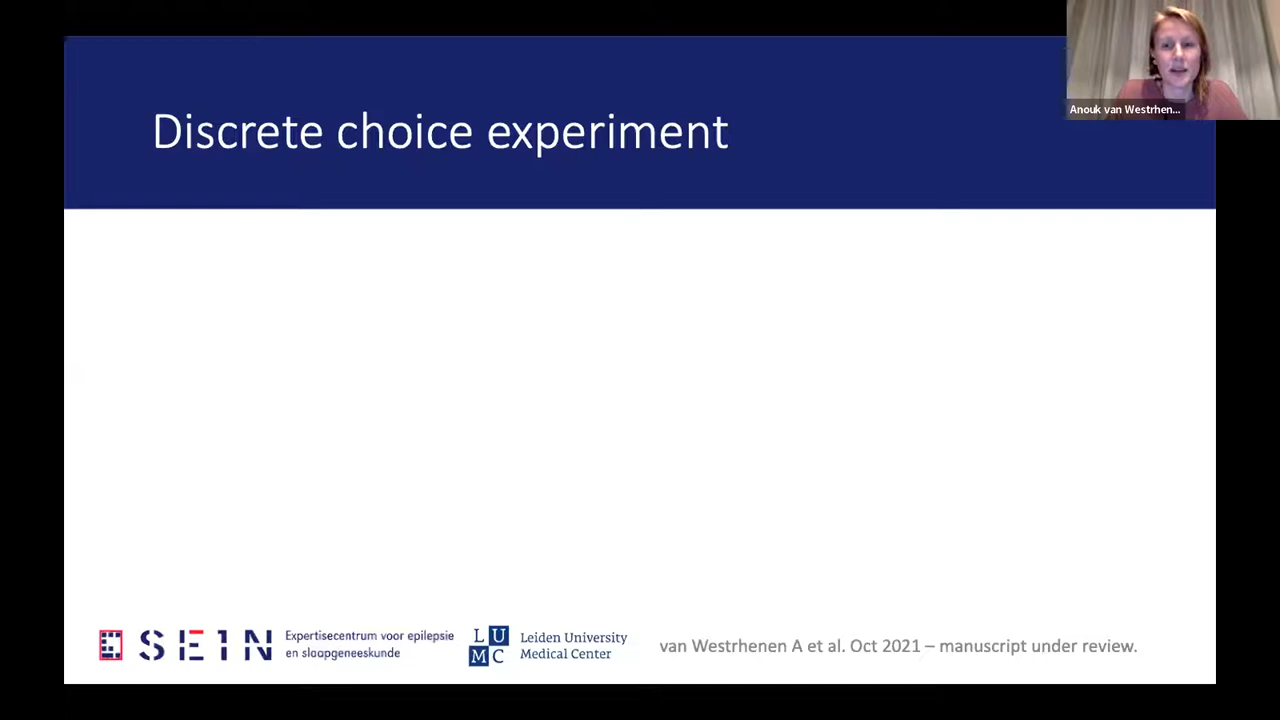 Discrete choice experiment
Anouk van Westrhen...
SE1N
Expertisecentrum voor epilepsie
en slaapgeneeskunde
L U
M C
Leiden University
Medical Center
van Westrhenen A et al. Oct 2021 – manuscript under review.